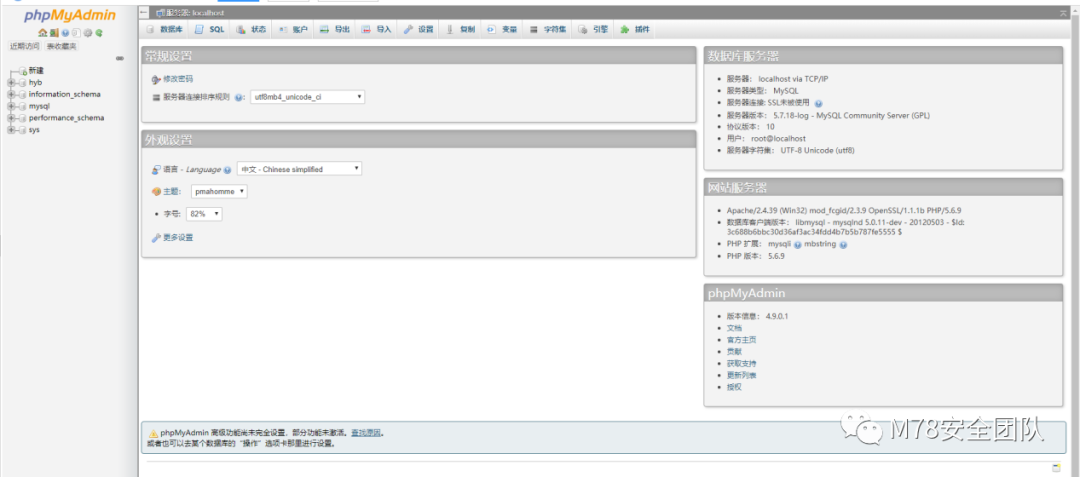 phpMyAdmin
近期访问 表收藏夹
新建
hyb
information_schema
mysql
performance_schema
sys
服务器: localhost
数据库 SQL 状态 账户 导出 导入 设置 复制 变量 字符集 引擎 插件
常规设置
修改密码
服务器连接排序规则 utf8mb4_unicode_ci
外观设置
语言 - Language 中文 - Chinese simplified
主题: pmahomme
字号: 82%
更多设置
数据库服务器
服务器: localhost via TCP/IP
服务器类型: MySQL
服务器连接: SSL未被使用
服务器版本: 5.7.18-log - MySQL Community Server (GPL)
协议版本: 10
用户: root@localhost
服务器字符集: UTF-8 Unicode (utf8)
网站服务器
Apache/2.4.39 (Win32) mod_fcgid/2.3.9 OpenSSL/1.1.1b PHP/5.6.9
数据库客户端版本: libmysql - mysqlnd 5.0.11-dev - 20120503 - $Id:
3c688b6bbc30d36af3ac34fdd4b7b5b787fe5555 $
PHP 扩展: mysqli mbstring
PHP 版本: 5.6.9
phpMyAdmin
版本信息: 4.9.0.1
文档
官方主页
贡献
获取支持
更新列表
授权
phpMyAdmin 高级功能尚未完全设置，部分功能未激活。查找原因。
或者也可以去某个数据库的“操作”选项卡那里进行设置。
M78安全团队